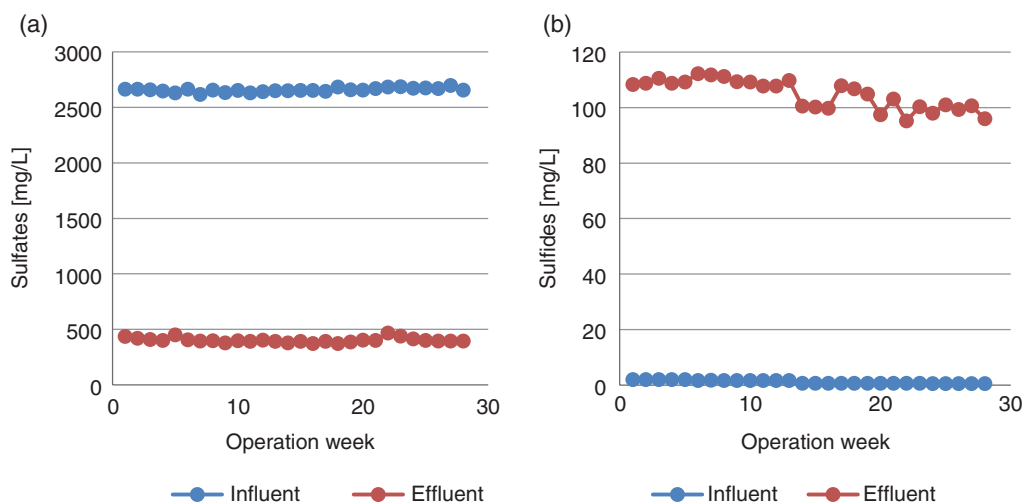 (a)
3000
2500
2000
1500
1000
500
0
Sulfates [mg/L]
0 10 20 30
Operation week
Influent Effluent
(b)
120
100
80
60
40
20
0
Sulfides [mg/L]
0 10 20 30
Operation week
Influent Effluent